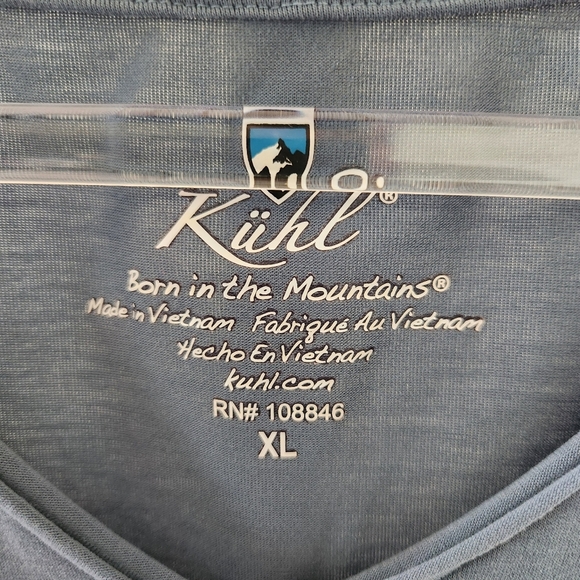 Kühl®
Born in the Mountains®
Made in Vietnam Fabriqué Au Vietnam
Hecho En Vietnam
kuhl.com
RN# 108846
XL